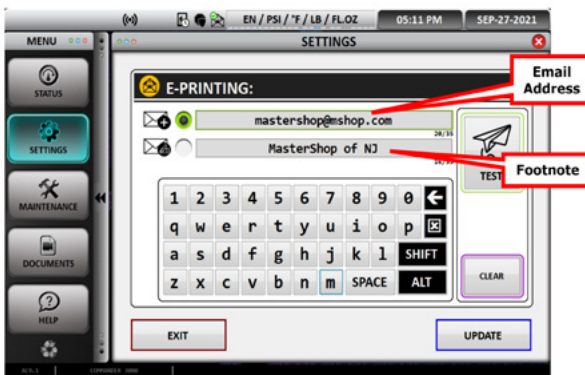 EN / PSI / °F / LB / FL.OZ
05:11 PM
SEP-27-2021
MENU
SETTINGS
STATUS
SETTINGS
MAINTENANCE
DOCUMENTS
HELP
E-PRINTING:
Email
Address
mastershop@mshop.com
20/35
MasterShop of NJ
Footnote
TEST
1 2 3 4 5 6 7 8 9 0
q w e r t y u i o p
a s d f g h j k l SHIFT
z x c v b n m SPACE ALT
CLEAR
EXIT
UPDATE